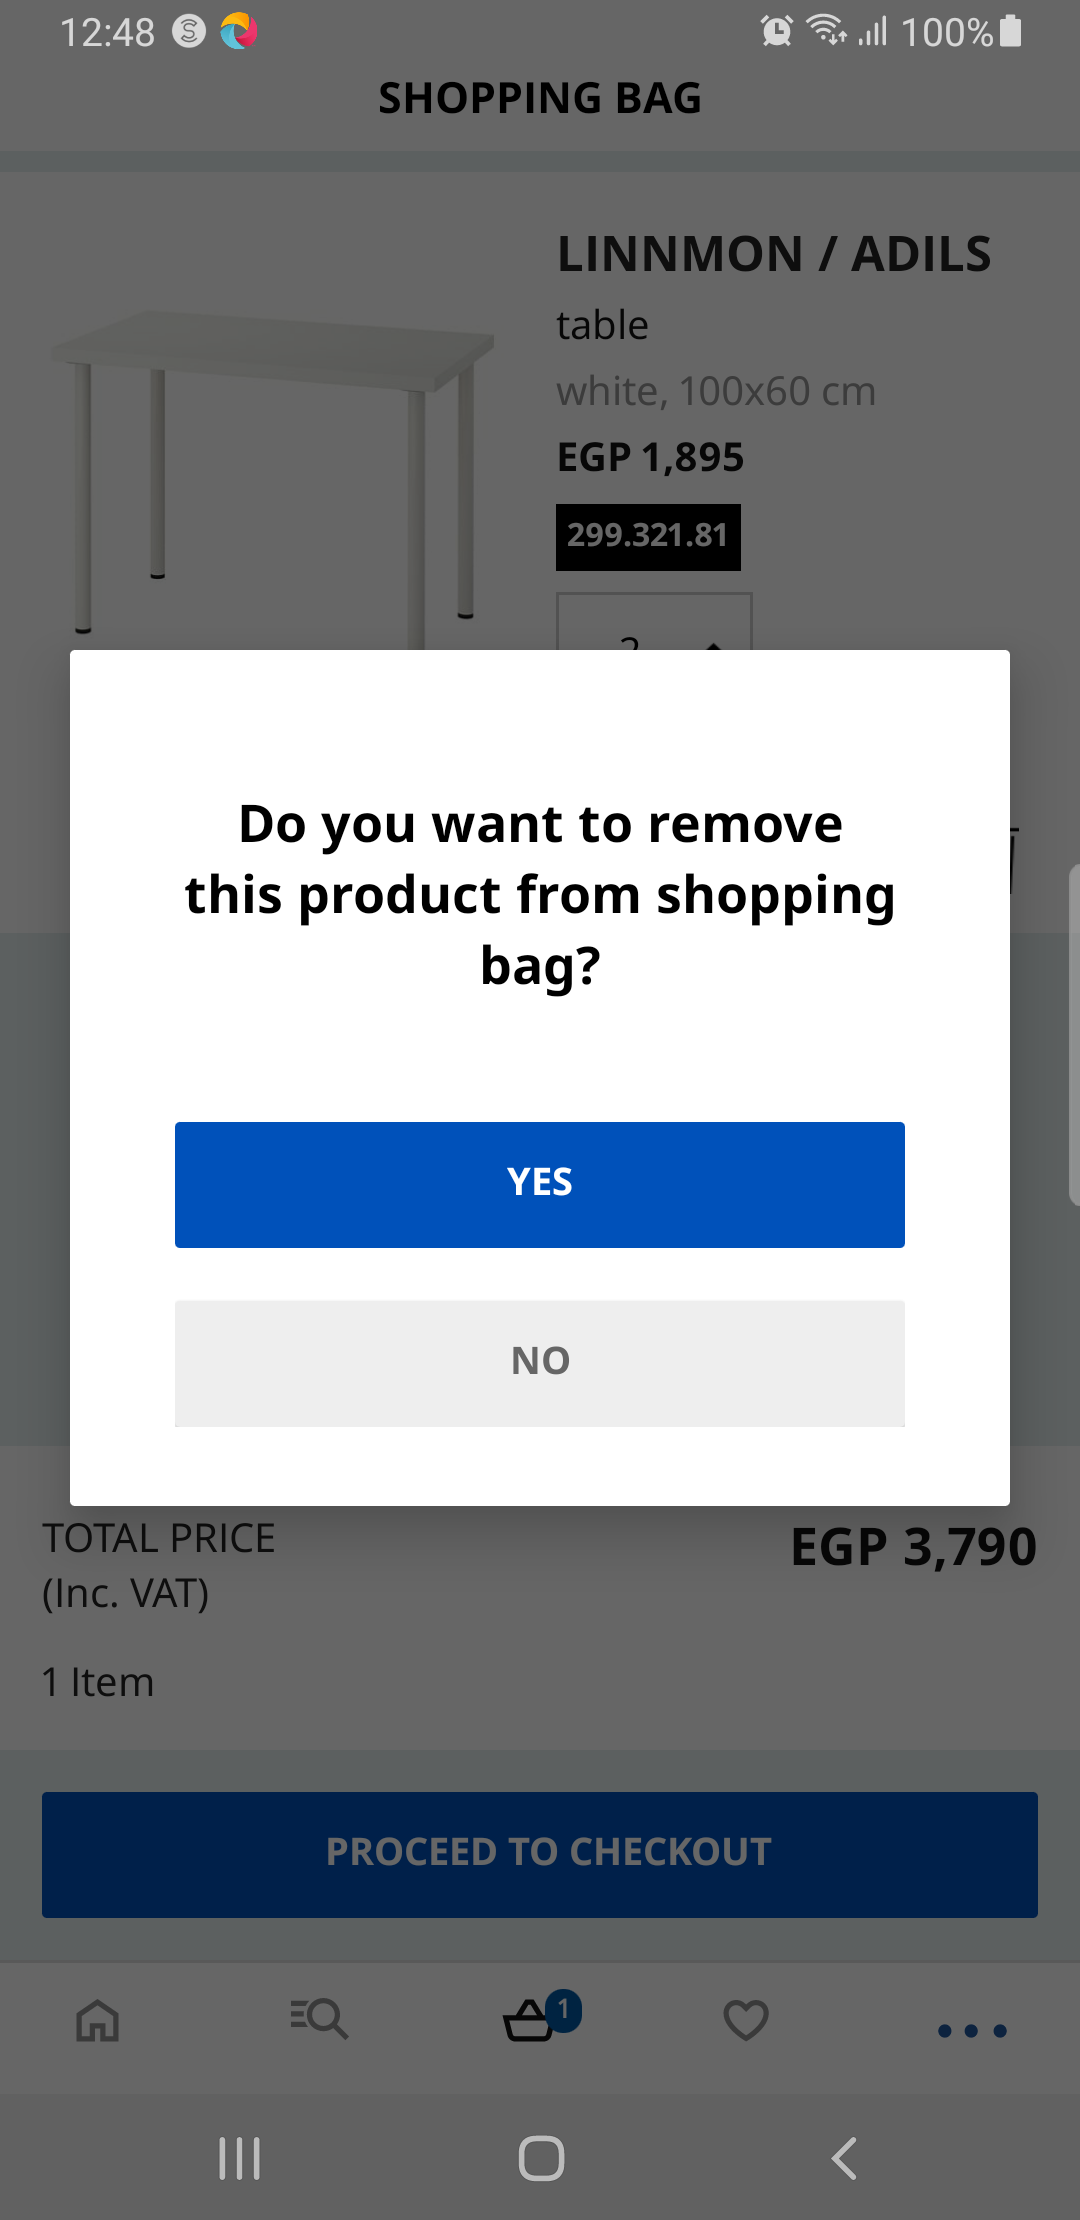 12:48
100%
SHOPPING BAG
LINNMON / ADILS
table
white, 100x60 cm
EGP 1,895
299.321.81
2
Do you want to remove
this product from shopping
bag?
YES
NO
TOTAL PRICE
(Inc. VAT)
EGP 3,790
1 Item
PROCEED TO CHECKOUT
1